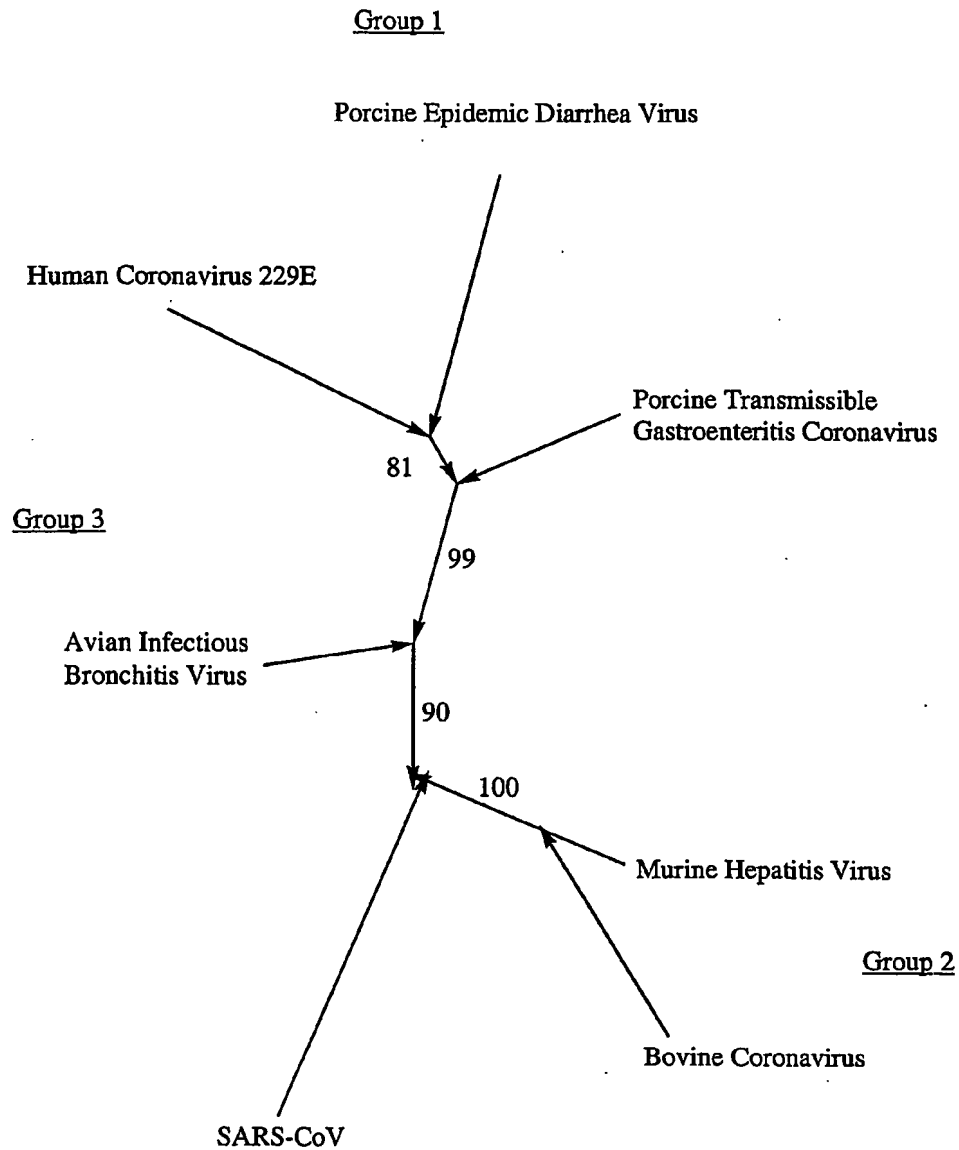 Group 1
Porcine Epidemic Diarrhea Virus
Human Coronavirus 229E
Porcine Transmissible
Gastroenteritis Coronavirus
81
Group 3
99
Avian Infectious
Bronchitis Virus
90
100
Murine Hepatitis Virus
Group 2
Bovine Coronavirus
SARS-CoV